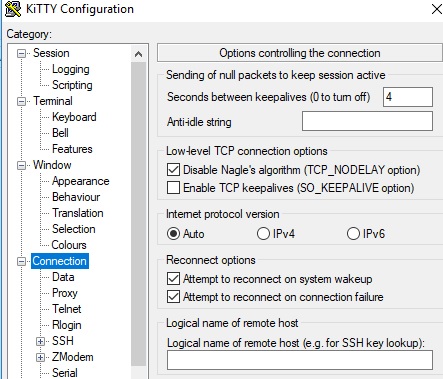 KiTTY Configuration
Category:
Session
Logging
Scripting
Terminal
Keyboard
Bell
Features
Window
Appearance
Behaviour
Translation
Selection
Colours
Connection
Data
Proxy
Telnet
Rlogin
SSH
ZModem
Serial
Options controlling the connection
Sending of null packets to keep session active
Seconds between keepalives (0 to turn off) 4
Anti-idle string
Low-level TCP connection options
Disable Nagle's algorithm (TCP_NODELAY option)
Enable TCP keepalives (SO_KEEPALIVE option)
Internet protocol version
Auto IPv4 IPv6
Reconnect options
Attempt to reconnect on system wakeup
Attempt to reconnect on connection failure
Logical name of remote host
Logical name of remote host (e.g. for SSH key lookup):